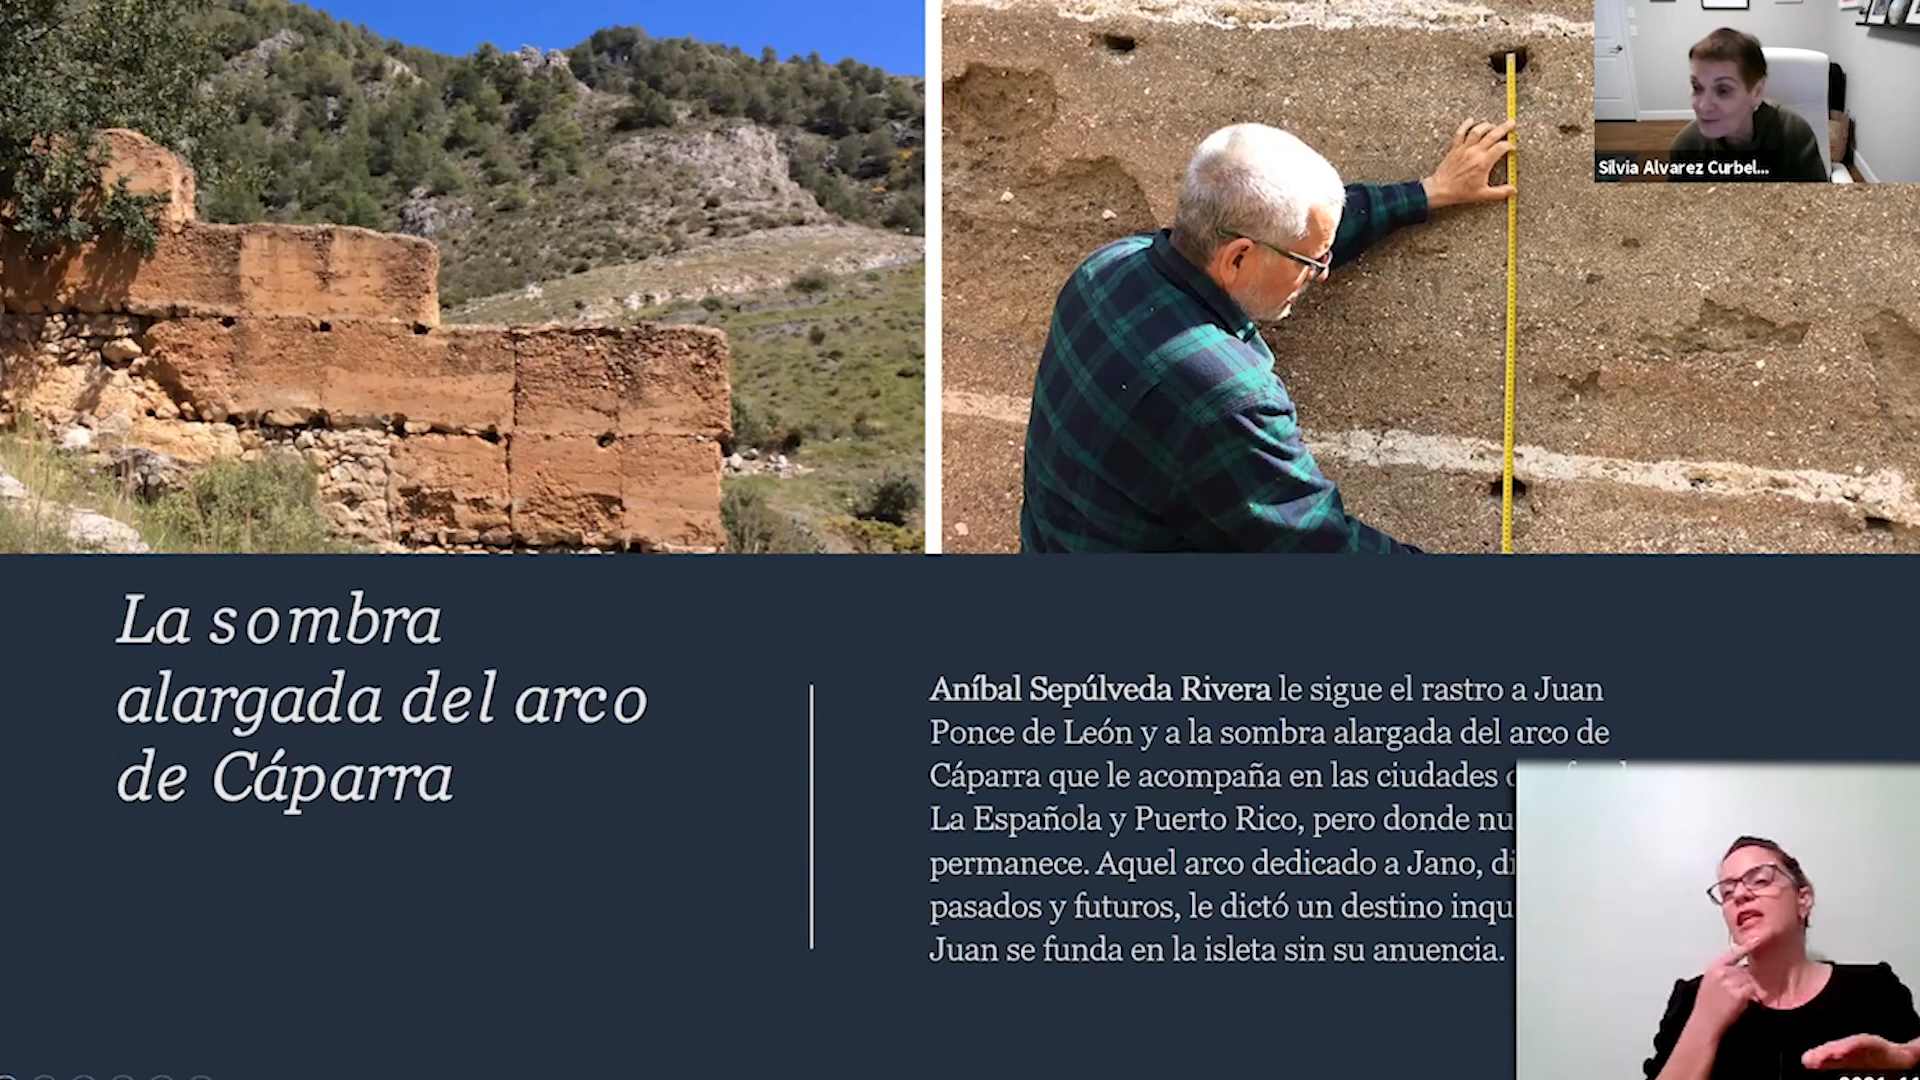 Silvia Alvarez Curbel...
La sombra
alargada del arco
de Cáparra
Aníbal Sepúlveda Rivera le sigue el rastro a Juan
Ponce de León y a la sombra alargada del arco de
Cáparra que le acompaña en las ciudades
La Española y Puerto Rico, pero donde
permanece. Aquel arco dedicado a Jano,
pasados y futuros, le dictó un destino
Juan se funda en la isleta sin su anuencia.